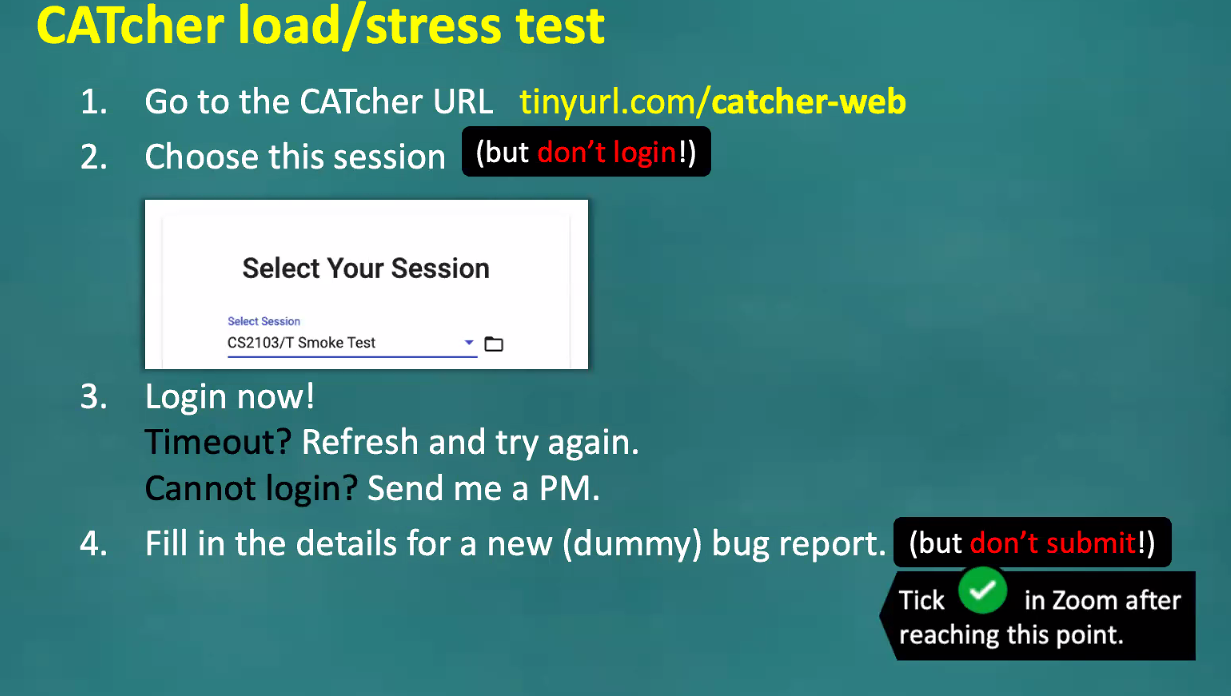 CATcher load/stress test
1. Go to the CATcher URL tinyurl.com/catcher-web
2. Choose this session (but don't login!)
Select Your Session
Select Session
CS2103/T Smoke Test
3. Login now!
Timeout? Refresh and try again.
Cannot login? Send me a PM.
4. Fill in the details for a new (dummy) bug report. (but don't submit!)
Tick in Zoom after
reaching this point.